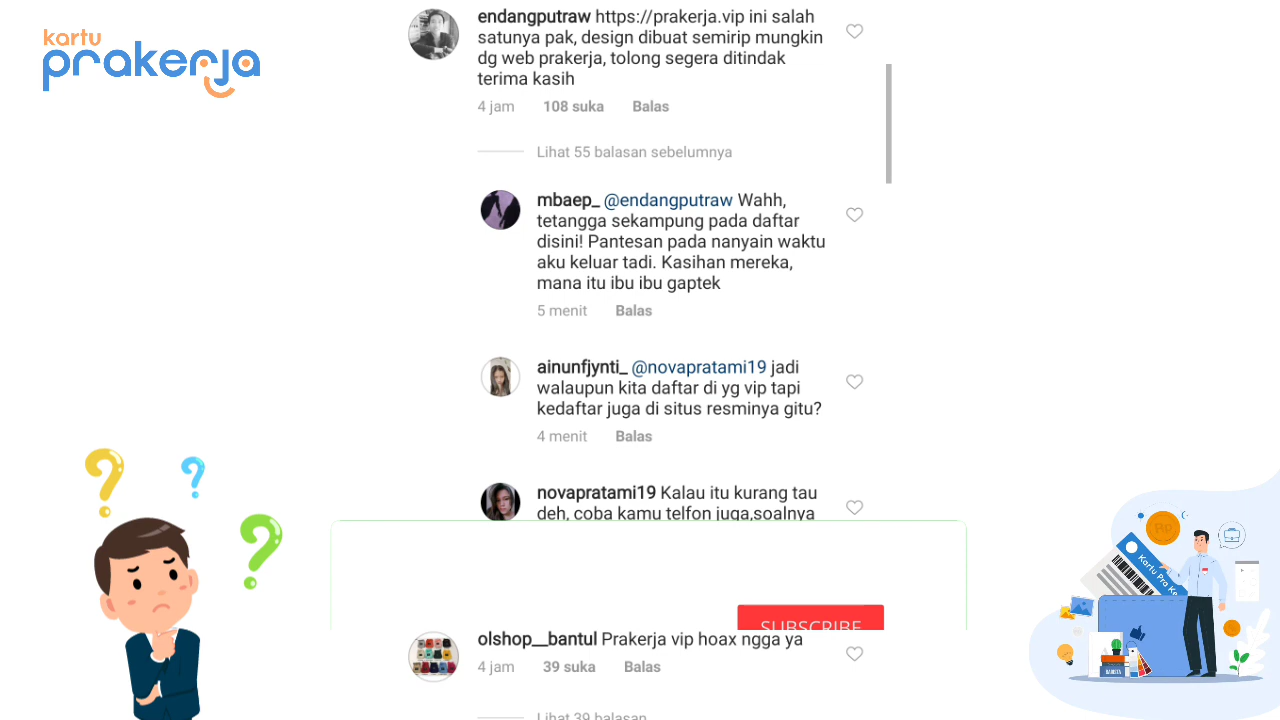 kartu
prakerja
endangputraw https://prakerja.vip ini salah
satunya pak, design dibuat semirip mungkin
dg web prakerja, tolong segera ditindak
terima kasih
4 jam 108 suka Balas
Lihat 55 balasan sebelumnya
mbaep_ @endangputraw Wahh,
tetangga sekampung pada daftar
disini! Pantesan pada nanyain waktu
aku keluar tadi. Kasihan mereka,
mana itu ibu ibu gaptek
5 menit Balas
ainunfjynti_ @novapratami19 jadi
walaupun kita daftar di yg vip tapi
kedaftar juga di situs resminya gitu?
4 menit Balas
novapratami19 Kalau itu kurang tau
deh, coba kamu telfon juga,soalnya
SUBSCRIBE
Rp
Kartu Pra Ke
olshop__bantul Prakerja vip hoax ngga ya
4 jam 39 suka Balas
Lihat 39 balasan